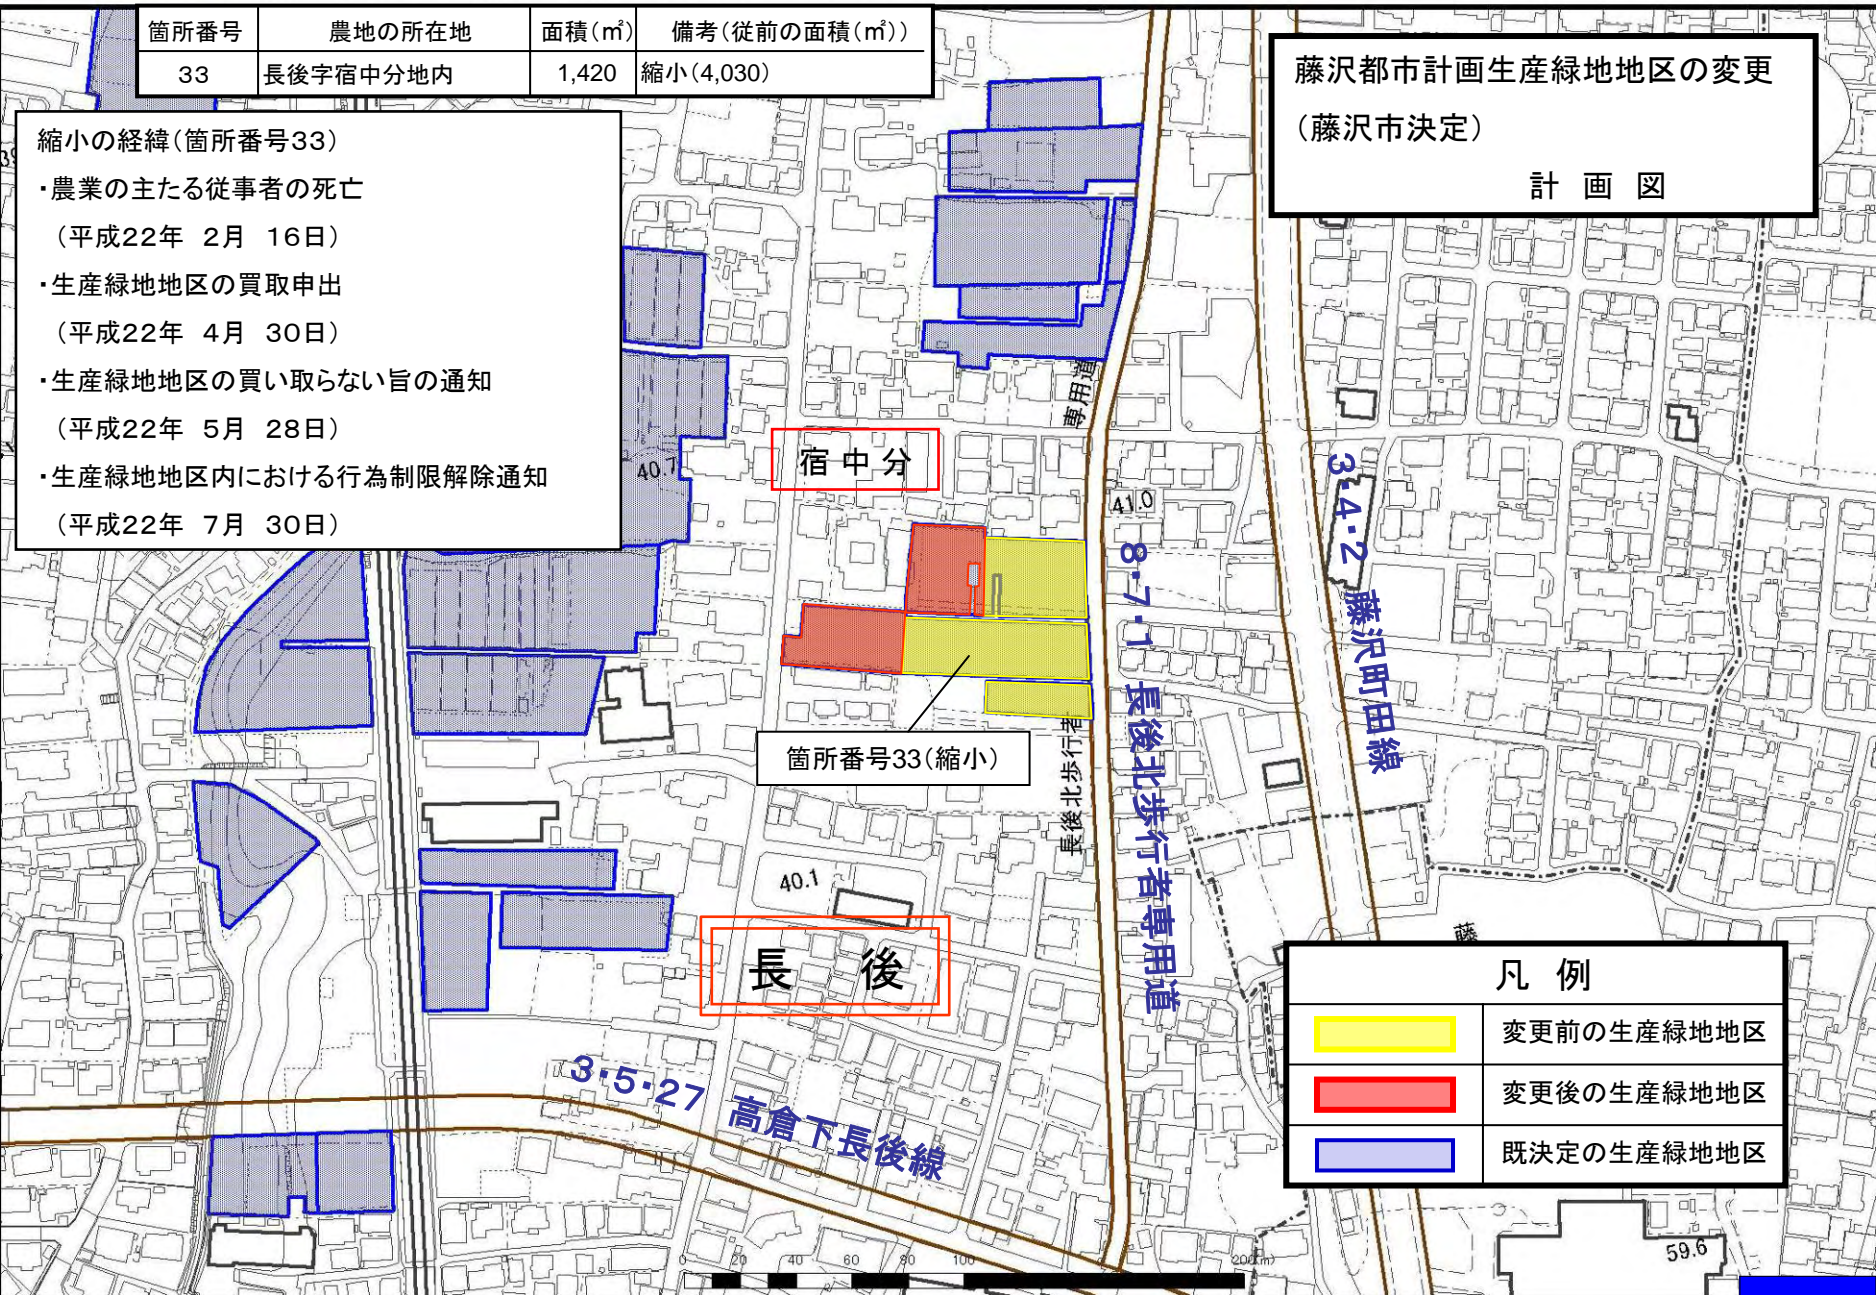 箇所番号 農地の所在地 面積(㎡) 備考(従前の面積(㎡))
33 長後字宿中分地内 1,420 縮小(4,030)
縮小の経緯(箇所番号33)
・農業の主たる従事者の死亡
(平成22年 2月 16日)
・生産緑地地区の買取申出
(平成22年 4月 30日)
・生産緑地地区の買い取らない旨の通知
(平成22年 5月 28日)
・生産緑地地区内における行為制限解除通知
(平成22年 7月 30日)
藤沢都市計画生産緑地地区の変更
(藤沢市決定)
計 画 図
専用道
宿中分
40.7
41.0
3・4・2 藤沢町田線
8・7・1 長後北歩行者専用道
箇所番号33(縮小)
長後北歩行者
40.1
長 後
藤
3・5・27 高倉下長後線
凡 例
変更前の生産緑地地区
変更後の生産緑地地区
既決定の生産緑地地区
59.6
0 20 40 60 80 100 200(m)